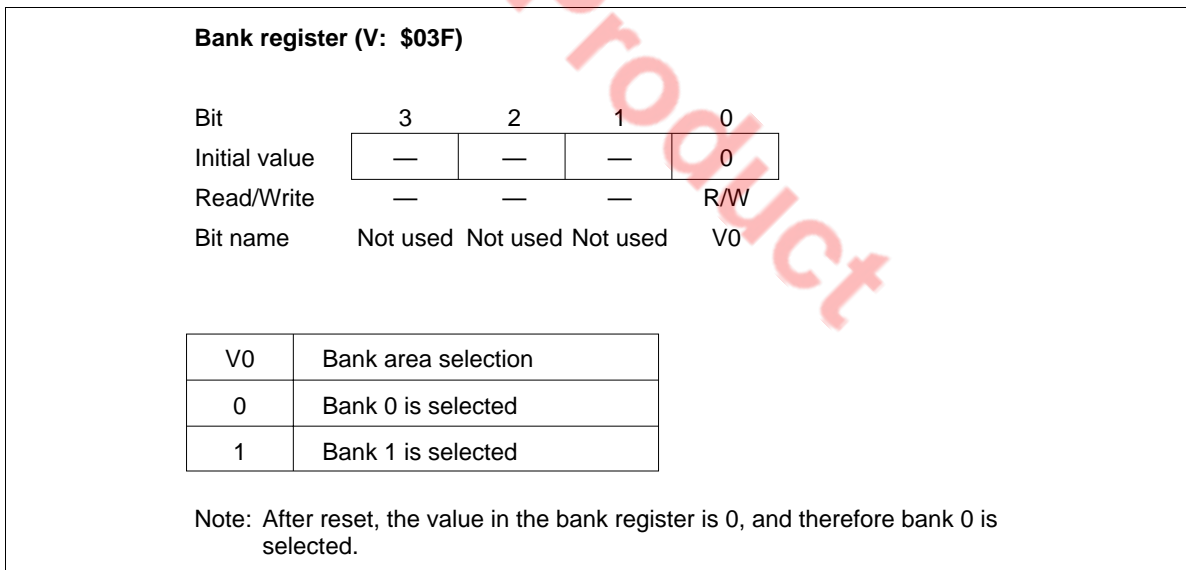 Product
Bank register (V: $03F)
Bit 3 2 1 0
Initial value — — — 0
Read/Write — — — R/W
Bit name Not used Not used Not used V0
V0 Bank area selection
0 Bank 0 is selected
1 Bank 1 is selected
Note: After reset, the value in the bank register is 0, and therefore bank 0 is
selected.